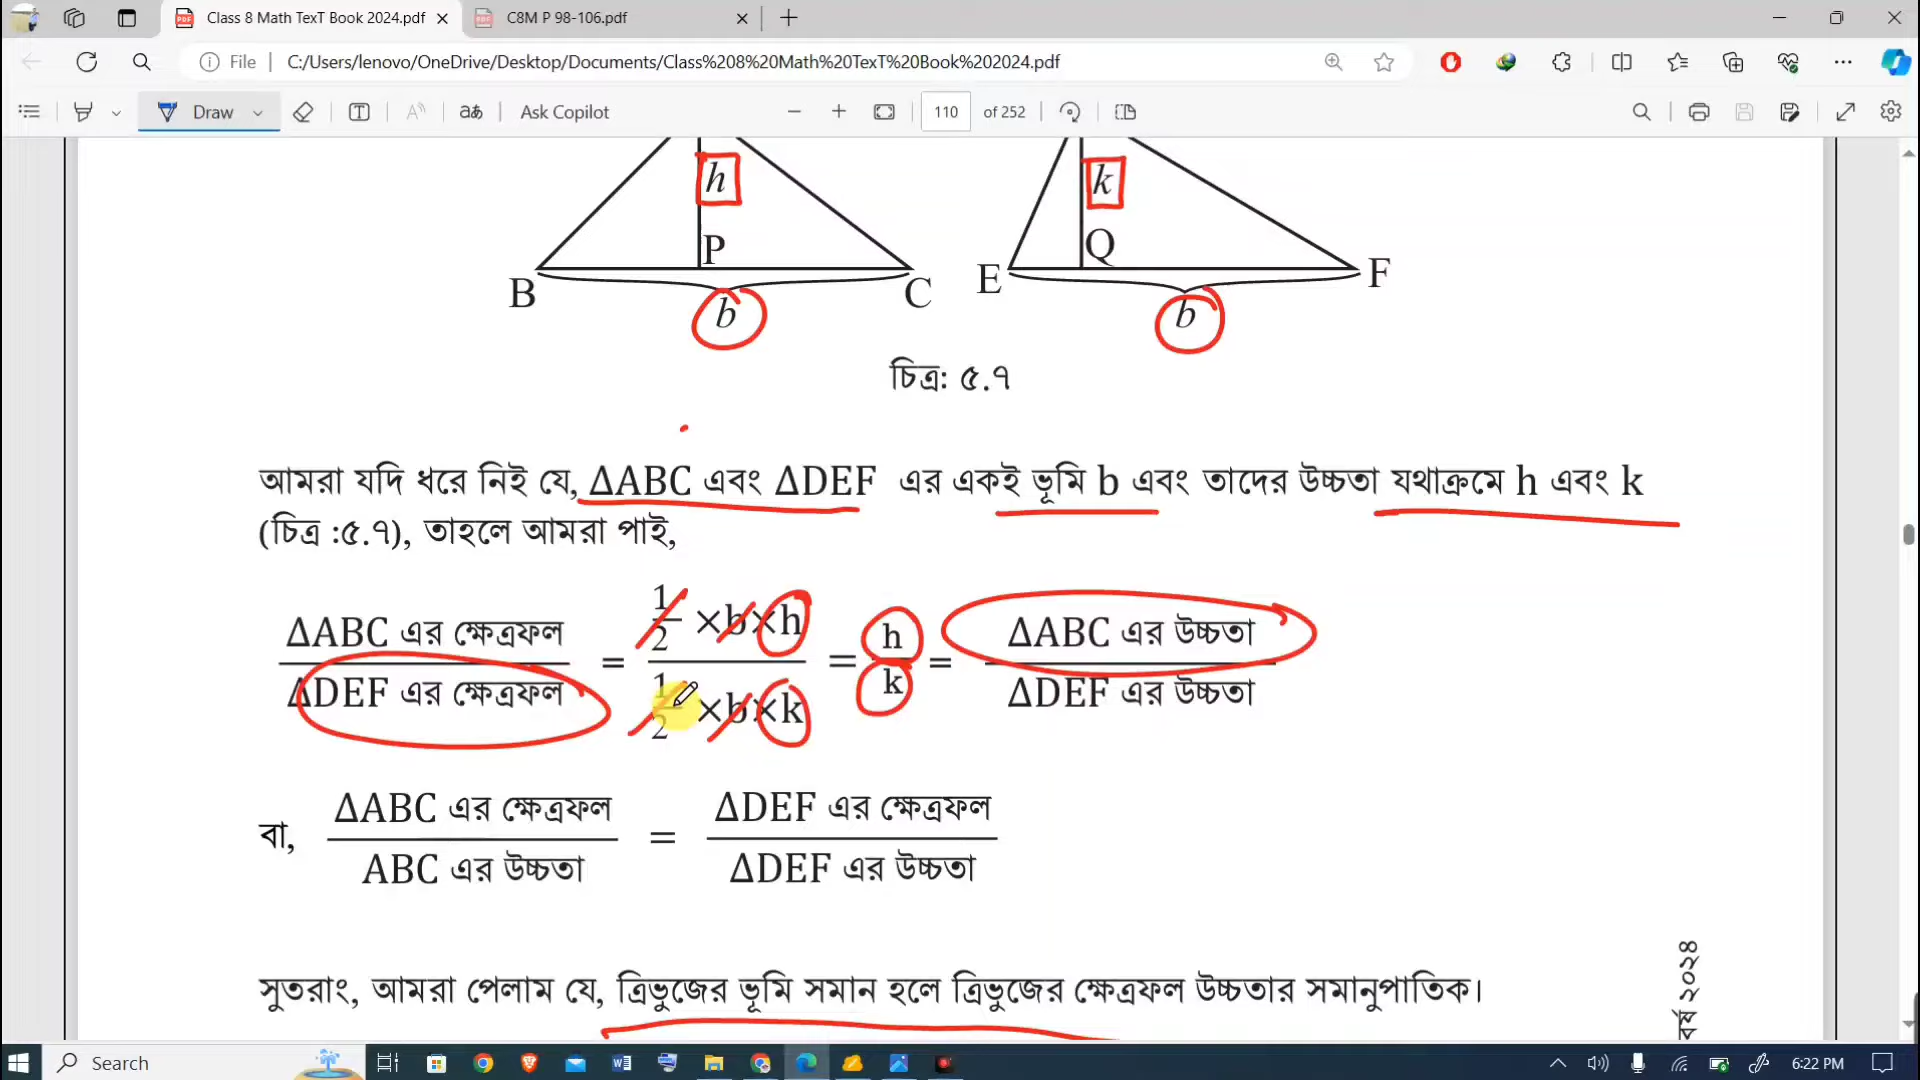 Class 8 Math TexT Book 2024.pdf
C8M P 98-106.pdf
File
C:/Users/lenovo/OneDrive/Desktop/Documents/Class%208%20Math%20TexT%20Book%202024.pdf
Draw
Ask Copilot
110 of 252
h k
P Q
B C E F
b b
চিত্র: ৫.৭
আমরা যদি ধরে নিই যে, ΔABC এবং ΔDEF এর একই ভূমি b এবং তাদের উচ্চতা যথাক্রমে h এবং k
(চিত্র :৫.৭), তাহলে আমরা পাই,
ΔABC এর ক্ষেত্রফল / ΔDEF এর ক্ষেত্রফল = 1/2 ×b×h / 1/2 ×b×k = h/k = ΔABC এর উচ্চতা / ΔDEF এর উচ্চতা
বা, ΔABC এর ক্ষেত্রফল / ABC এর উচ্চতা = ΔDEF এর ক্ষেত্রফল / ΔDEF এর উচ্চতা
সুতরাং, আমরা পেলাম যে, ত্রিভুজের ভূমি সমান হলে ত্রিভুজের ক্ষেত্রফল উচ্চতার সমানুপাতিক।
বর্ষ ২০২৪
Search
6:22 PM